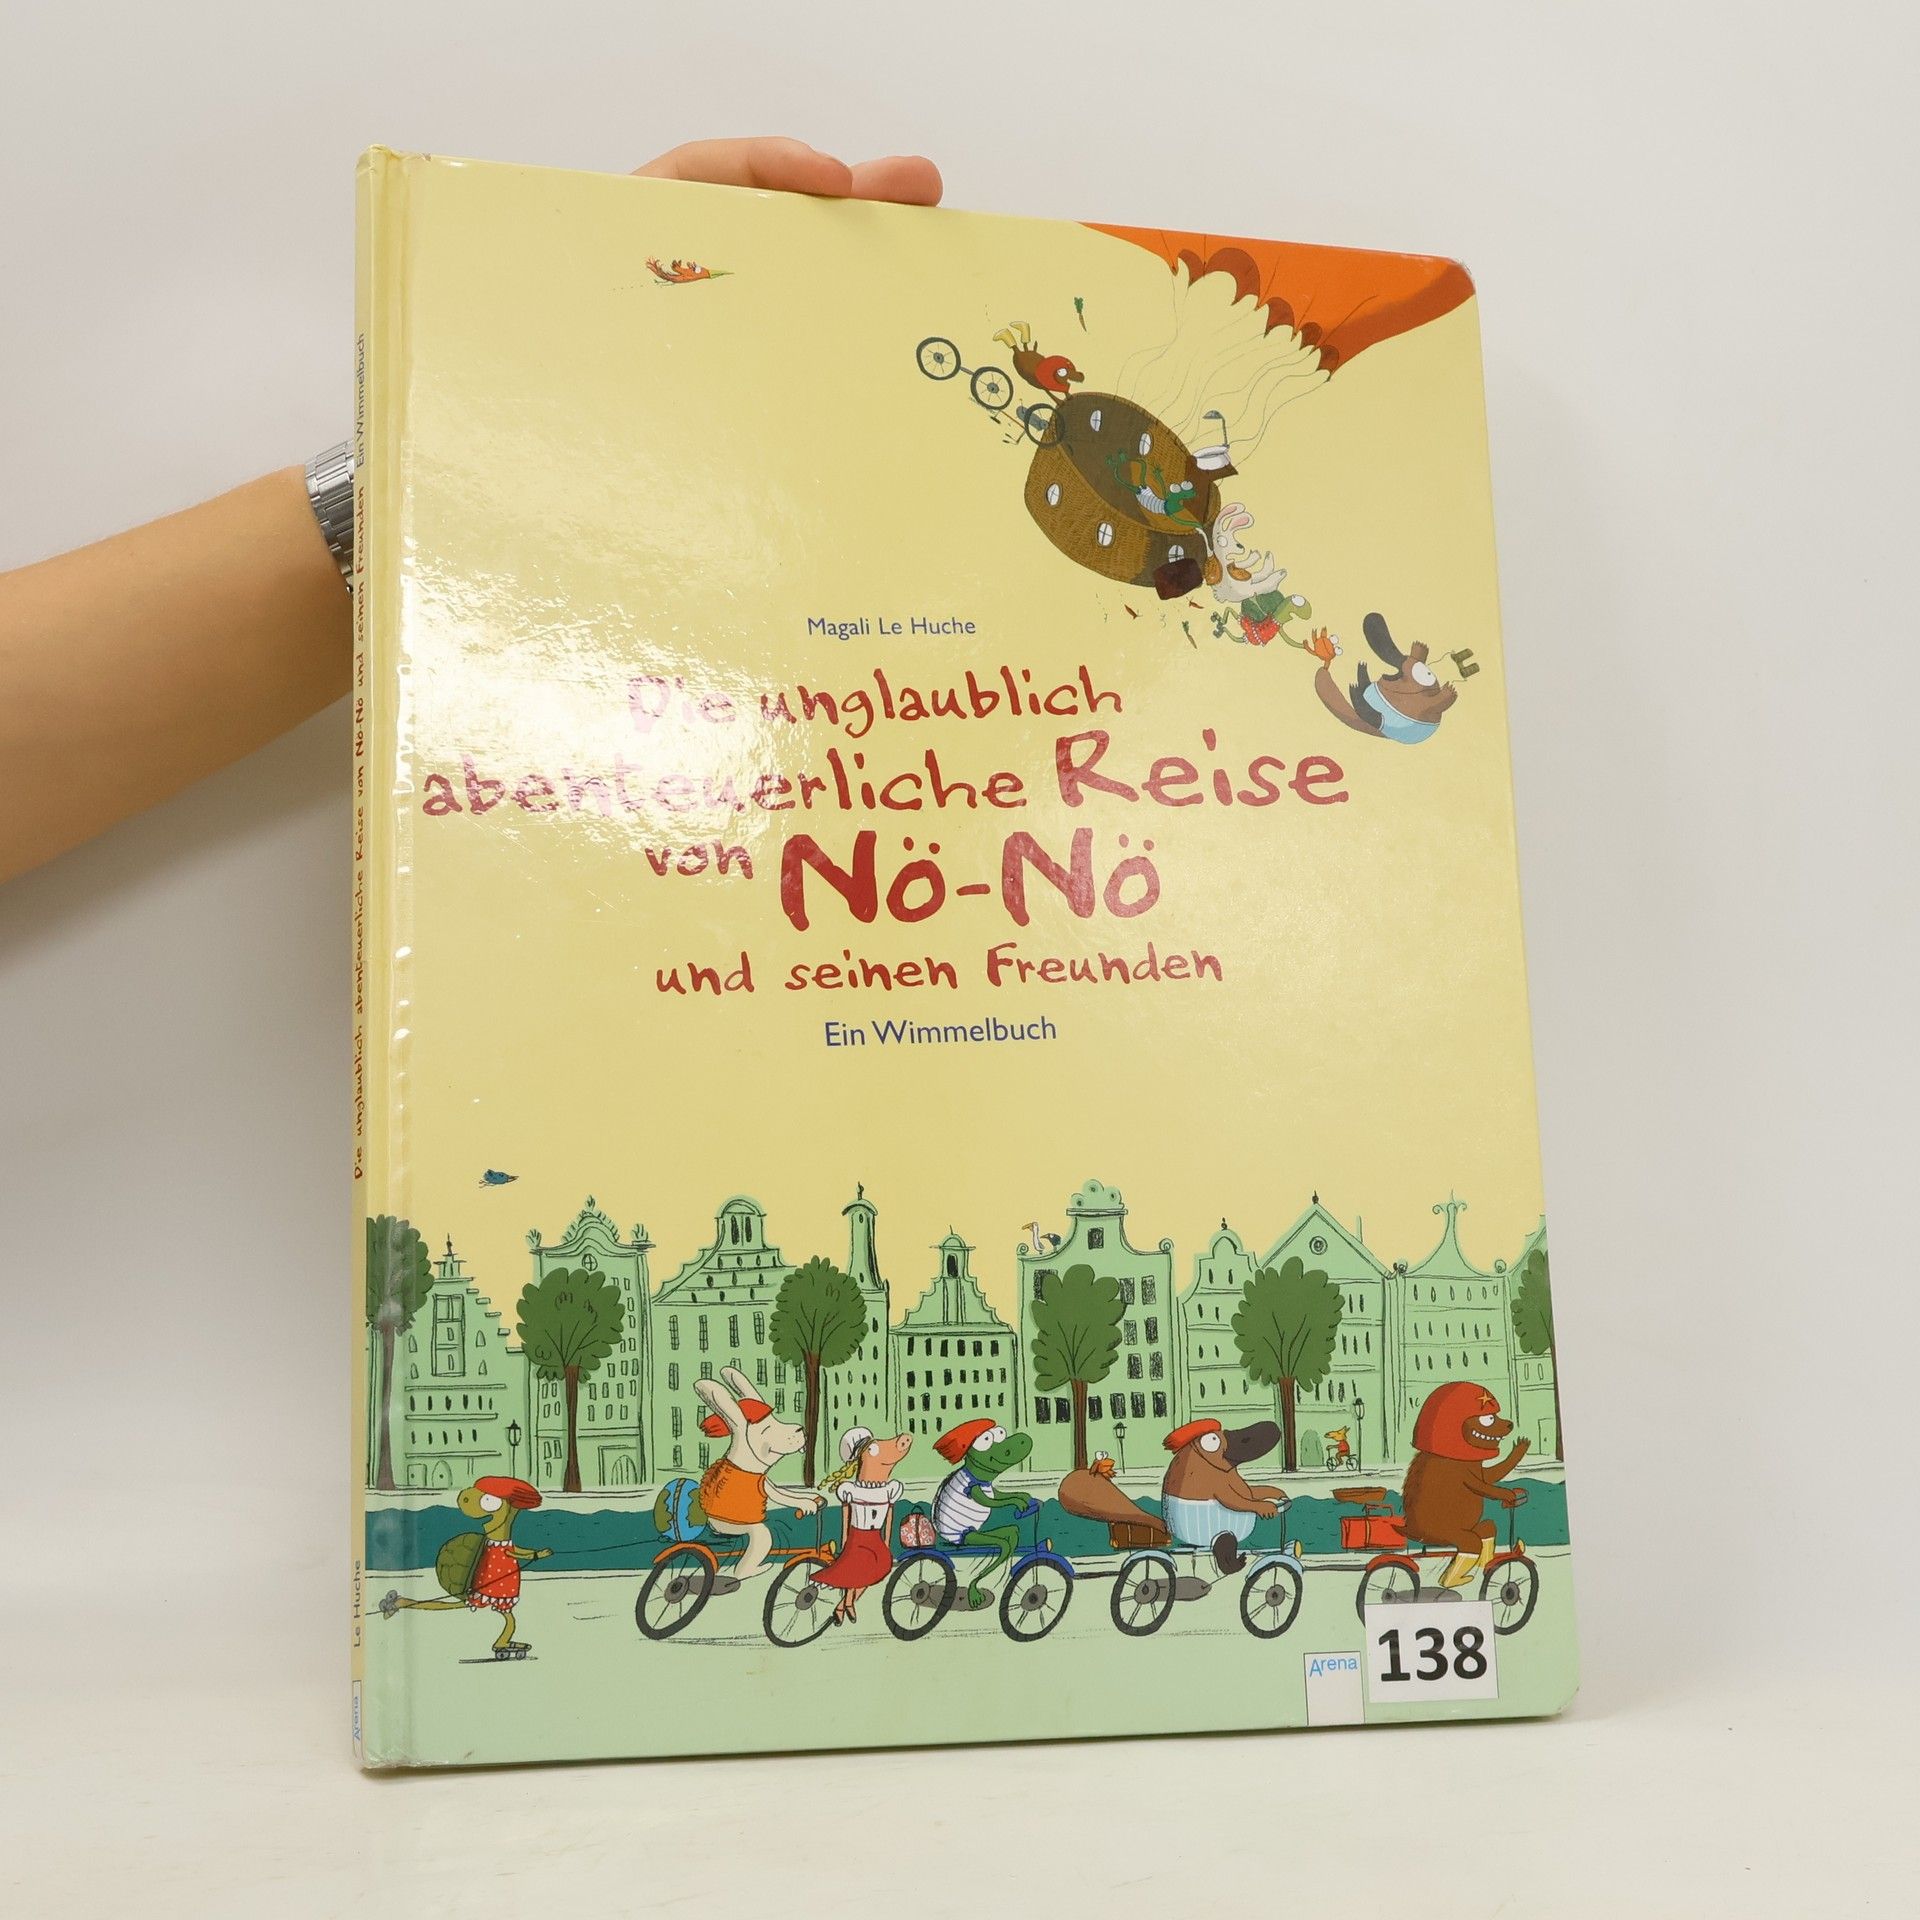 Magali Le Huche
Die unglaublich
abenteuerliche Reise
von Nö-Nö
und seinen Freunden
Ein Wimmelbuch
Arena
138
Die unglaublich abenteuerliche Reise von Nö-Nö und seinen Freunden Ein Wimmelbuch
Le Huche
Arena